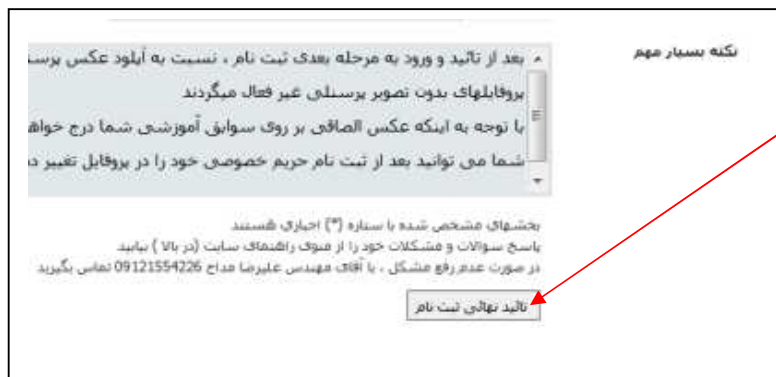 نکته بسیار مهم
بعد از تائید و ورود به مرحله بعدی ثبت نام ، نسبت به آپلود عکس پرسنلی
پروفایلهای بدون تصویر پرسنلی غیر فعال میگردند
با توجه به اینکه عکس الصاقی بر روی سوابق آموزشی شما درج
شما می توانید بعد از ثبت نام حریم خصوصی خود را در پروفایل تغییر
بخشهای مشخص شده با ستاره (*) اجباری هستند
پاسخ سوالات و مشکلات خود را از منوی راهنمای سایت (در بالا ) بیابید
در صورت عدم رفع مشکل ، با آقای مهندس علیرضا مداح 09121554226 تماس بگیرید
تائید نهائی ثبت نام